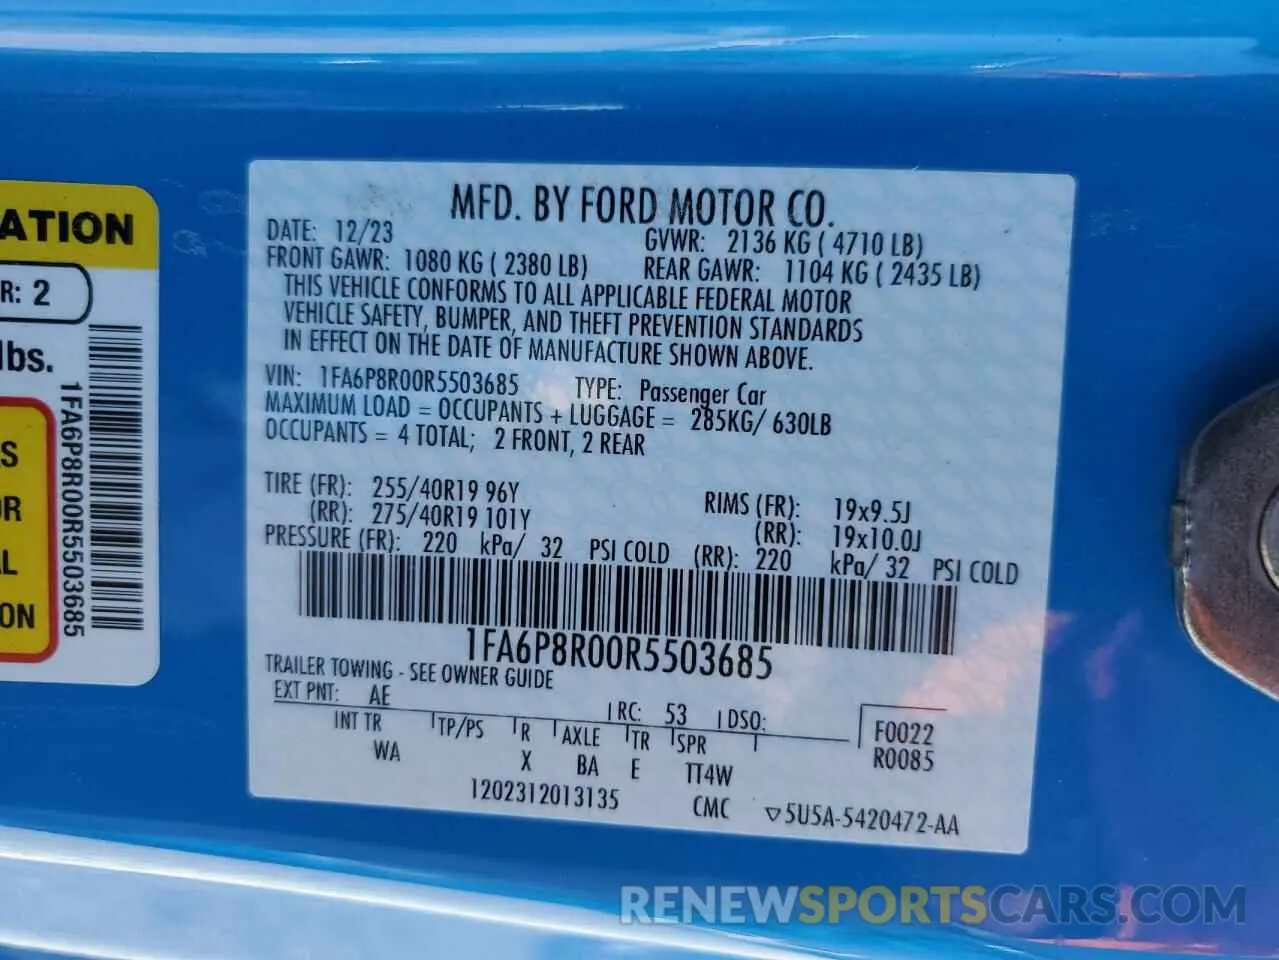 ATION
R: 2
lbs.
S
OR
L
ON
1FA6P8R00R5503685
MFD. BY FORD MOTOR CO.
DATE: 12/23 GVWR: 2136 KG ( 4710 LB)
FRONT GAWR: 1080 KG ( 2380 LB) REAR GAWR: 1104 KG ( 2435 LB)
THIS VEHICLE CONFORMS TO ALL APPLICABLE FEDERAL MOTOR
VEHICLE SAFETY, BUMPER, AND THEFT PREVENTION STANDARDS
IN EFFECT ON THE DATE OF MANUFACTURE SHOWN ABOVE.
VIN: 1FA6P8R00R5503685 TYPE: Passenger Car
MAXIMUM LOAD = OCCUPANTS + LUGGAGE = 285KG/ 630LB
OCCUPANTS = 4 TOTAL; 2 FRONT, 2 REAR
TIRE (FR): 255/40R19 96Y RIMS (FR): 19x9.5J
(RR): 275/40R19 101Y (RR): 19x10.0J
PRESSURE (FR): 220 kPa/ 32 PSI COLD (RR): 220 kPa/ 32 PSI COLD
1FA6P8R00R5503685
TRAILER TOWING - SEE OWNER GUIDE
EXT PNT: AE RC: 53 DSO:
INT TR TP/PS R AXLE TR SPR F0022
WA X BA E TT4W R0085
1202312013135 CMC ▽5U5A-5420472-AA
RENEWSPORTSCARS.COM